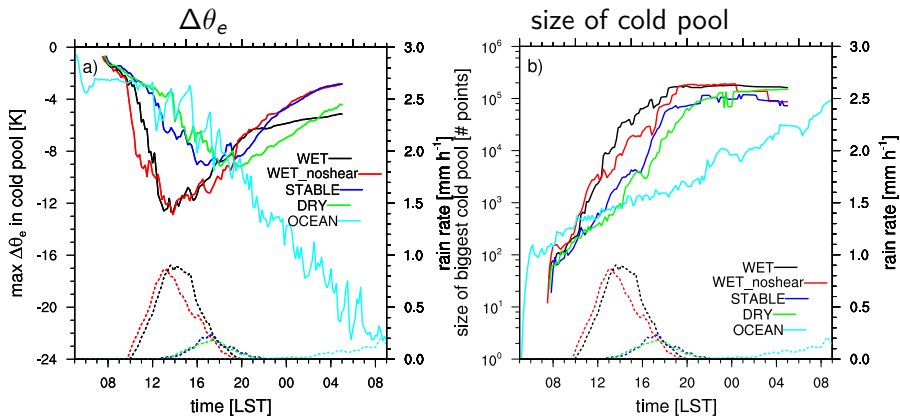 Δθe size of cold pool
a)
max Δθe in cold pool [K]
0
-4
-8
-12
-16
-20
-24
3.0
2.5
2.0
1.5
1.0
0.5
0.0
rain rate [mm h-1]
WET
WET_noshear
STABLE
DRY
OCEAN
08 12 16 20 00 04 08
time [LST]
b)
size of biggest cold pool [# points]
10^6
10^5
10^4
10^3
10^2
10^1
10^0
3.0
2.5
2.0
1.5
1.0
0.5
0.0
rain rate [mm h-1]
WET
WET_noshear
STABLE
DRY
OCEAN
08 12 16 20 00 04 08
time [LST]